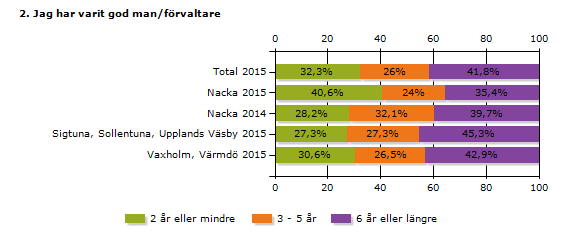 2. Jag har varit god man/förvaltare
0 20 40 60 80 100
Total 2015 32,3% 26% 41,8%
Nacka 2015 40,6% 24% 35,4%
Nacka 2014 28,2% 32,1% 39,7%
Sigtuna, Sollentuna, Upplands Väsby 2015 27,3% 27,3% 45,3%
Vaxholm, Värmdö 2015 30,6% 26,5% 42,9%
0 20 40 60 80 100
2 år eller mindre 3 - 5 år 6 år eller längre